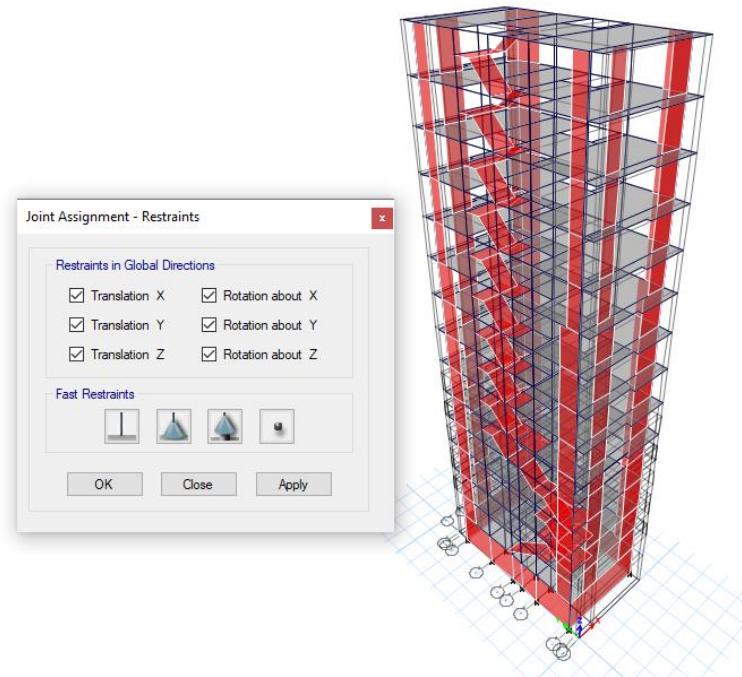 Joint Assignment - Restraints
x
Restraints in Global Directions
Translation X
Rotation about X
Translation Y
Rotation about Y
Translation Z
Rotation about Z
Fast Restraints
OK
Close
Apply
Z
X